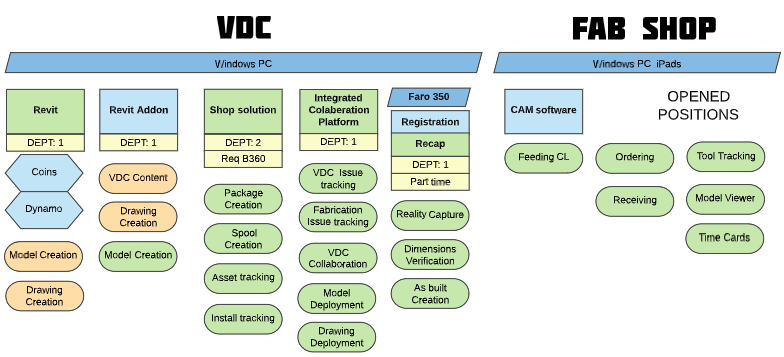 VDC
FAB SHOP
Windows PC
Windows PC iPads
Revit
DEPT: 1
Coins
Dynamo
Model Creation
Drawing
Creation
Revit Addon
DEPT: 1
VDC Content
Drawing
Creation
Model Creation
Shop solution
DEPT: 2
Req B360
Package
Creation
Spool
Creation
Asset tracking
Install tracking
Integrated
Colaberation
Platform
DEPT: 1
VDC Issue
tracking
Fabrication
Issue tracking
VDC
Collaboration
Model
Deployment
Drawing
Deployment
Faro 350
Registration
Recap
DEPT: 1
Part time
Reality Capture
Dimensions
Verification
As built
Creation
CAM software
Feeding CL
OPENED
POSITIONS
Ordering
Receiving
Tool Tracking
Model Viewer
Time Cards